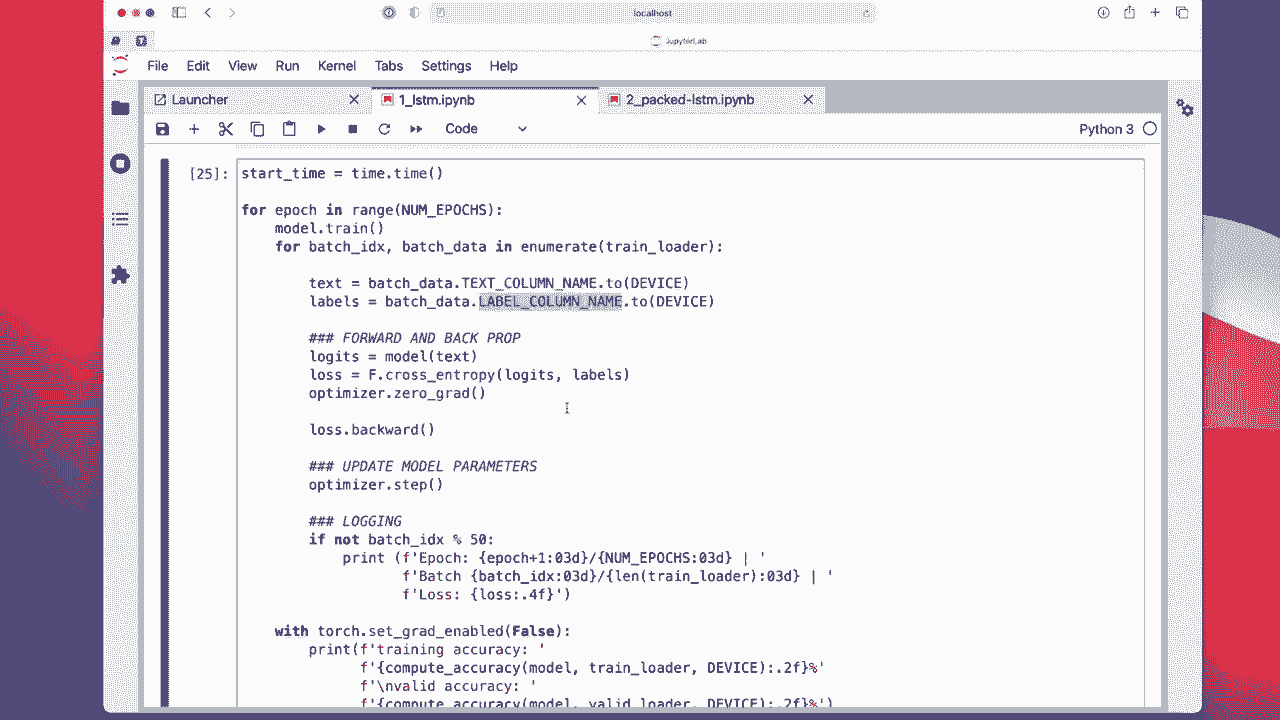 localhost
JupyterLab
File Edit View Run Kernel Tabs Settings Help
Launcher 1_lstm.ipynb 2_packed-lstm.ipynb
Code Python 3
[25]:
start_time = time.time()
for epoch in range(NUM_EPOCHS):
model.train()
for batch_idx, batch_data in enumerate(train_loader):
text = batch_data.TEXT_COLUMN_NAME.to(DEVICE)
labels = batch_data.LABEL_COLUMN_NAME.to(DEVICE)
### FORWARD AND BACK PROP
logits = model(text)
loss = F.cross_entropy(logits, labels)
optimizer.zero_grad()
loss.backward()
### UPDATE MODEL PARAMETERS
optimizer.step()
### LOGGING
if not batch_idx % 50:
print (f'Epoch: {epoch+1:03d}/{NUM_EPOCHS:03d} | '
f'Batch {batch_idx:03d}/{len(train_loader):03d} | '
f'Loss: {loss:.4f}')
with torch.set_grad_enabled(False):
print(f'training accuracy: '
f'{compute_accuracy(model, train_loader, DEVICE):.2f}%'
f'\nvalid accuracy: '
f'{compute_accuracy(model, valid_loader, DEVICE):.2f}%')